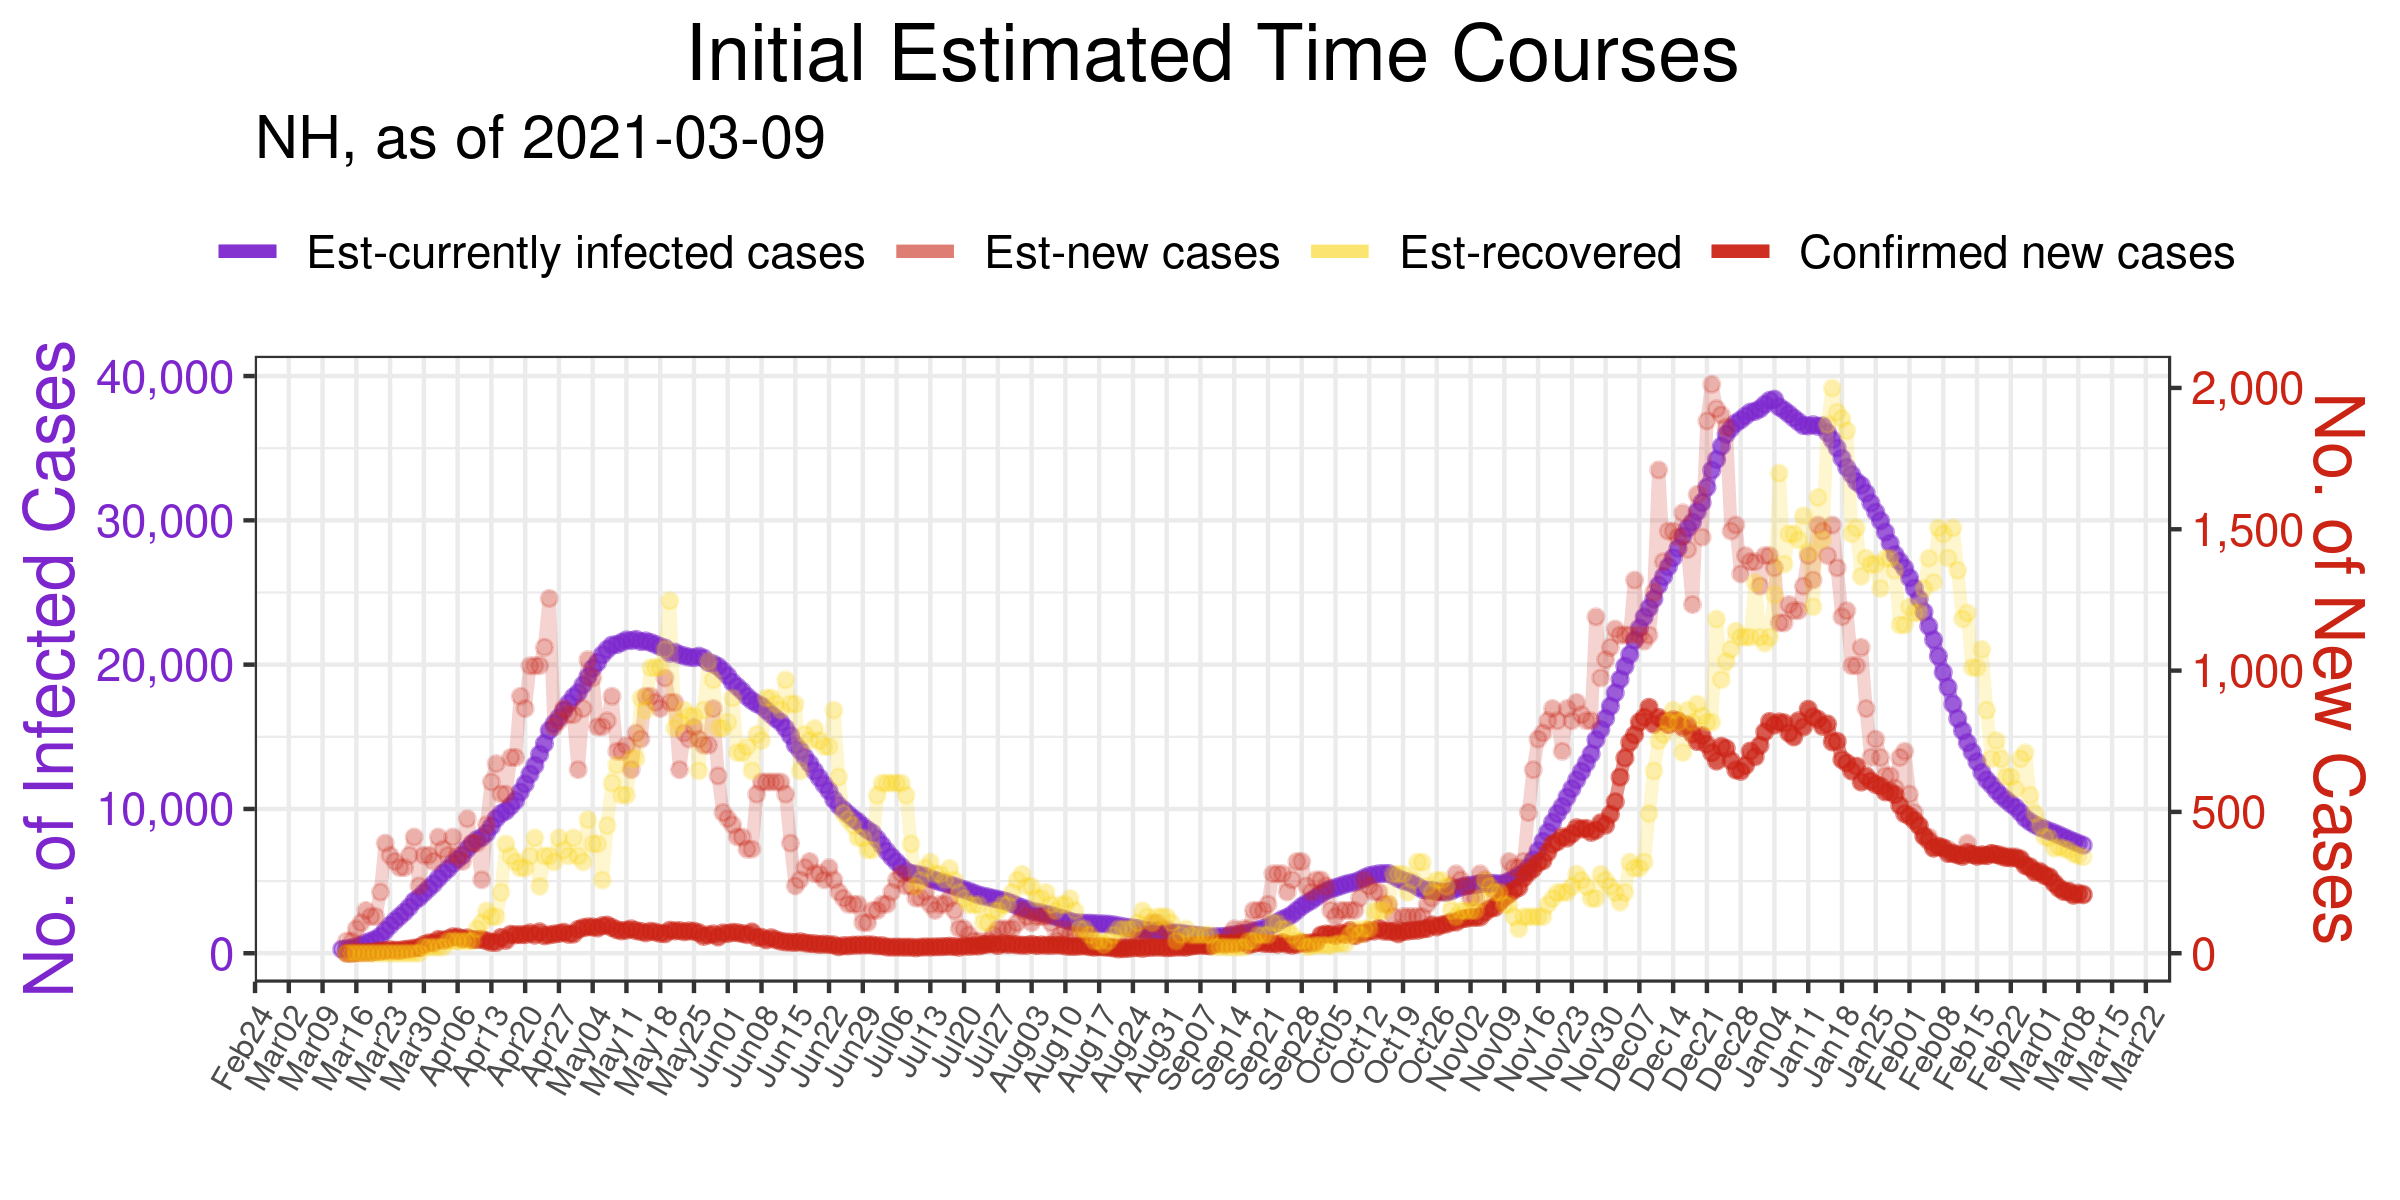 Initial Estimated Time Courses
NH, as of 2021-03-09
Est-currently infected cases Est-new cases Est-recovered Confirmed new cases
No. of Infected Cases
40,000
30,000
20,000
10,000
0
2,000
1,500
1,000
500
0
No. of New Cases
Feb24 Mar02 Mar09 Mar16 Mar23 Mar30 Apr06 Apr13 Apr20 Apr27 May04 May11 May18 May25 Jun01 Jun08 Jun15 Jun22 Jun29 Jul06 Jul13 Jul20 Jul27 Aug03 Aug10 Aug17 Aug24 Aug31 Sep07 Sep14 Sep21 Sep28 Oct05 Oct12 Oct19 Oct26 Nov02 Nov09 Nov16 Nov23 Nov30 Dec07 Dec14 Dec21 Dec28 Jan04 Jan11 Jan18 Jan25 Feb01 Feb08 Feb15 Feb22 Mar01 Mar08 Mar15 Mar22